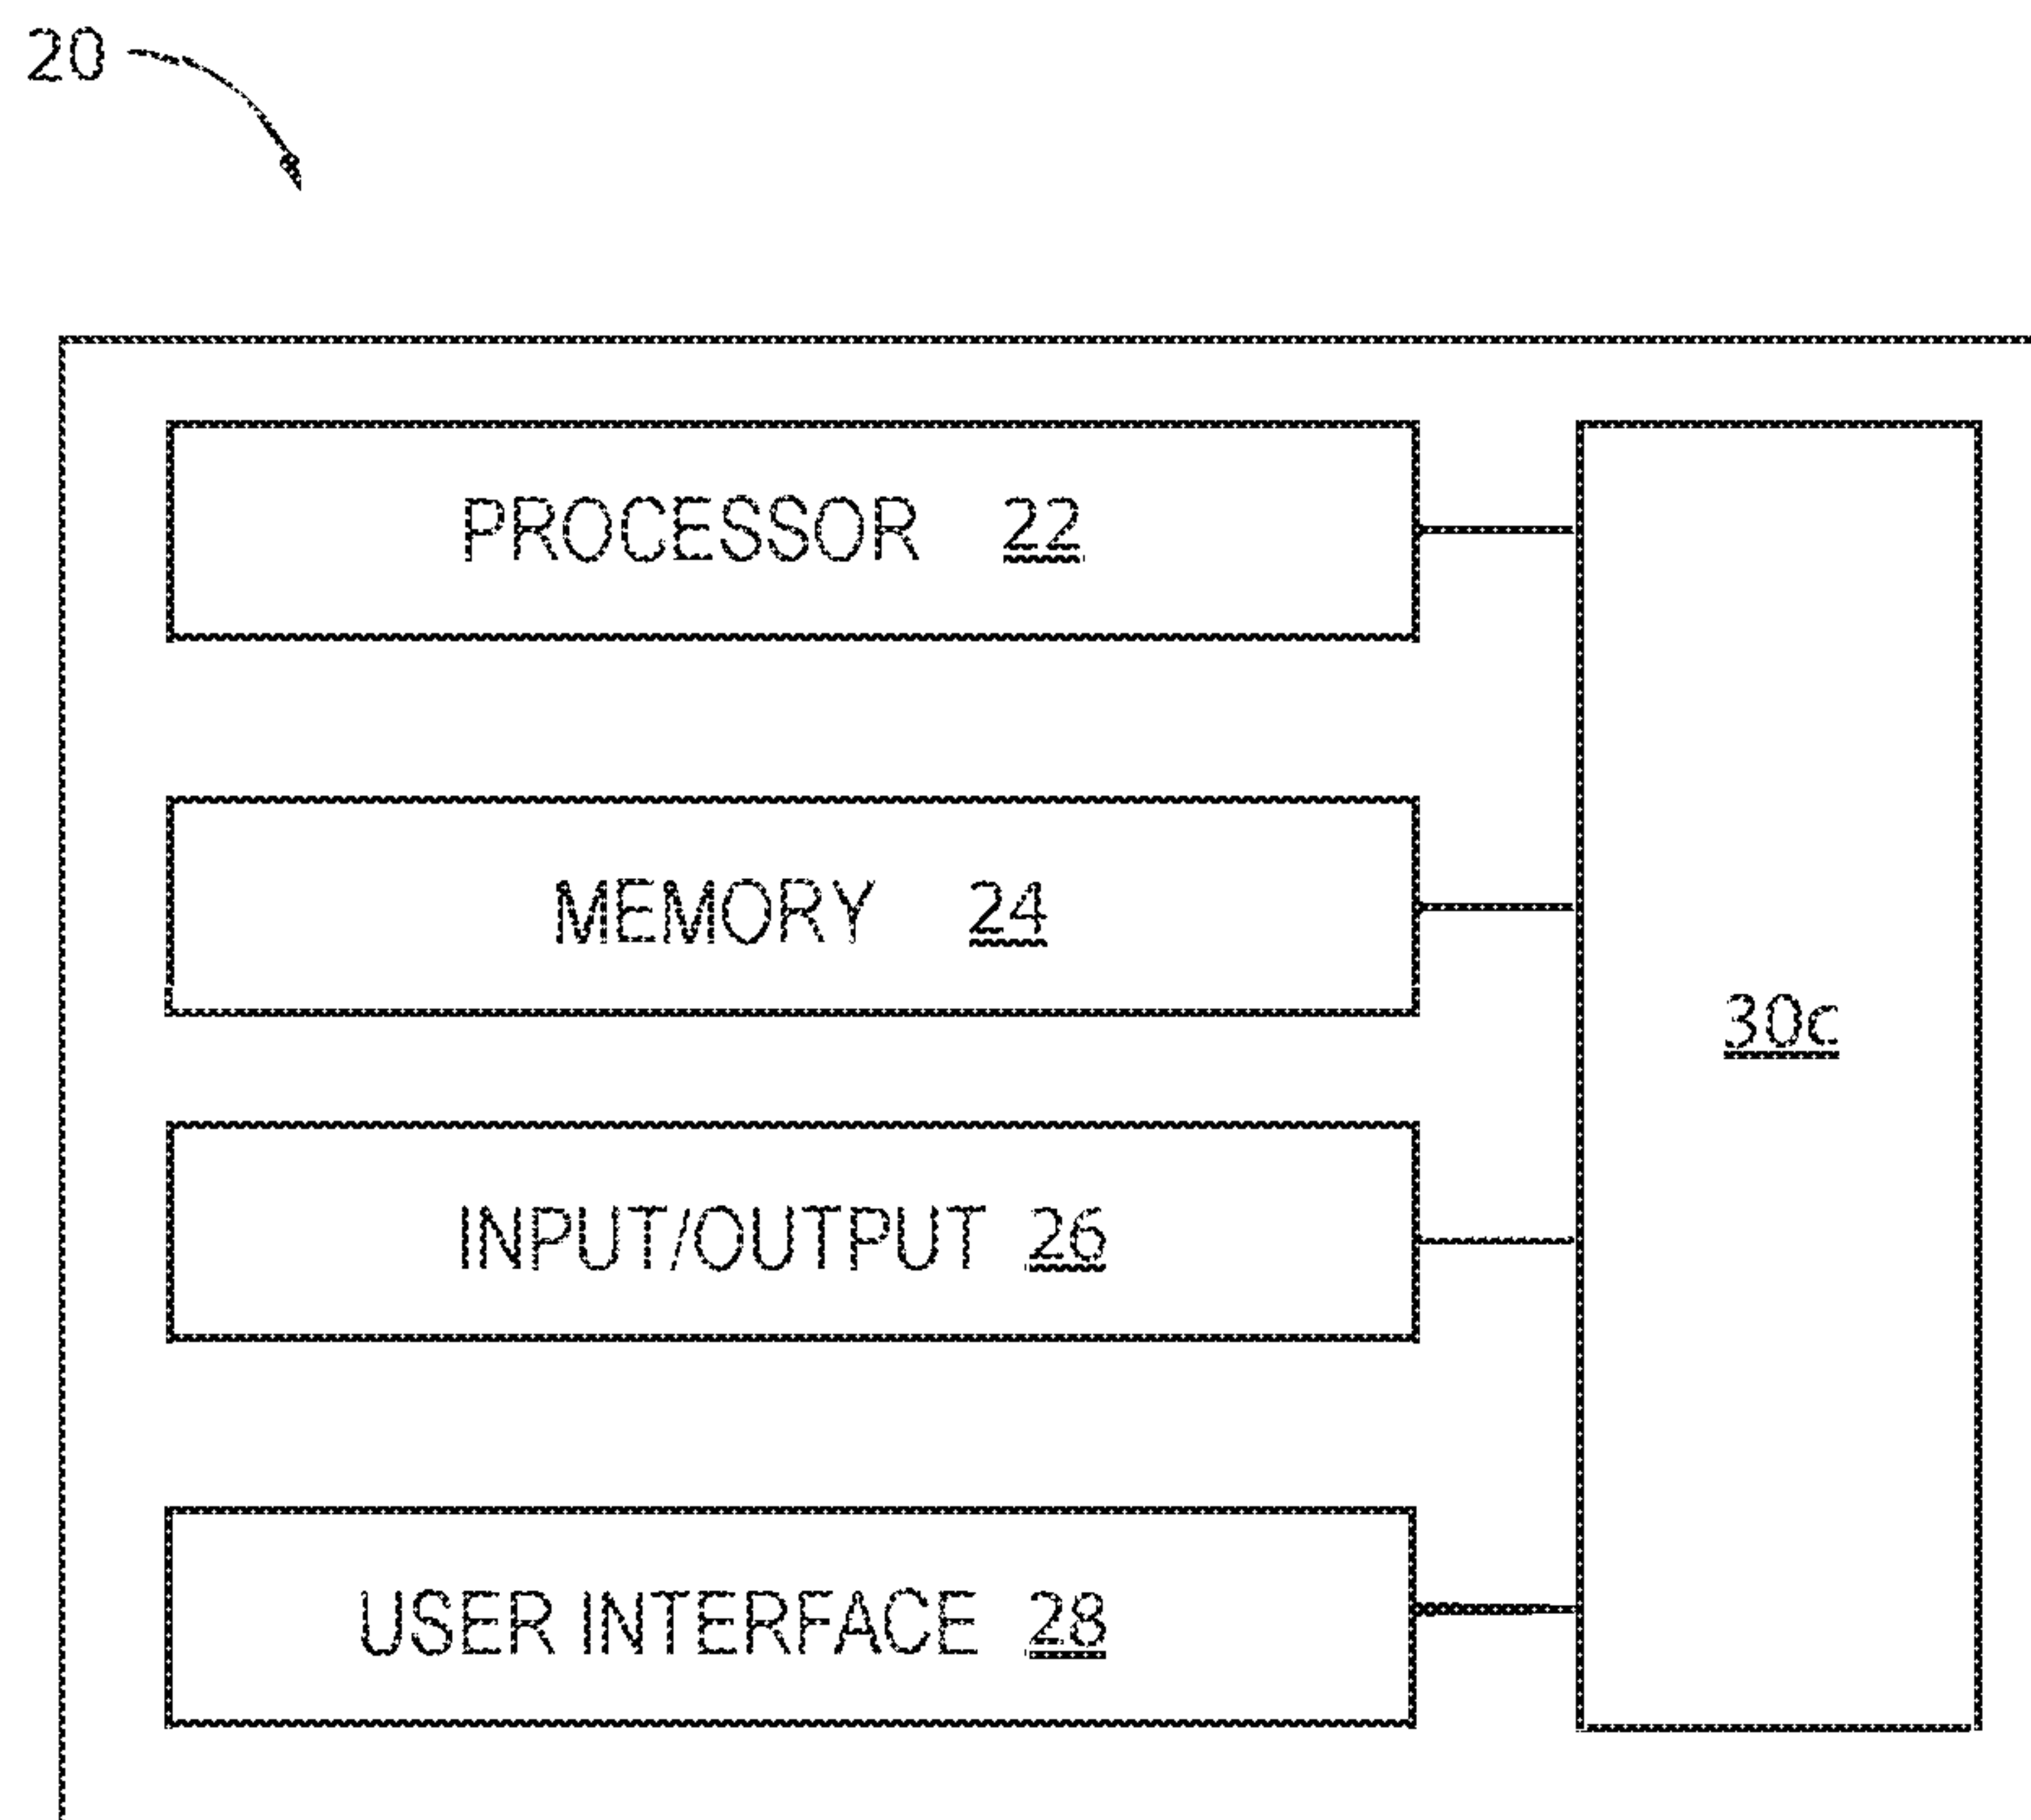 20
PROCESSOR 22
MEMORY 24
30c
INPUT/OUTPUT 26
USER INTERFACE 28